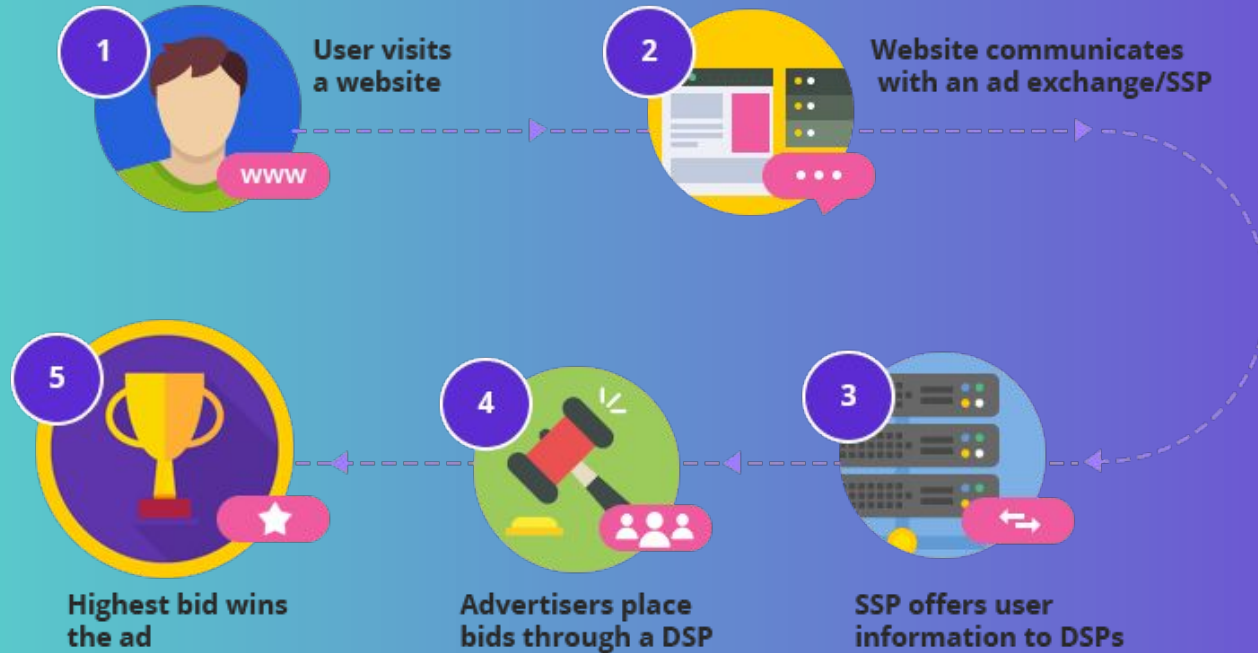 1
User visits
a website
www
2
Website communicates
with an ad exchange/SSP
3
SSP offers user
information to DSPs
4
Advertisers place
bids through a DSP
5
Highest bid wins
the ad